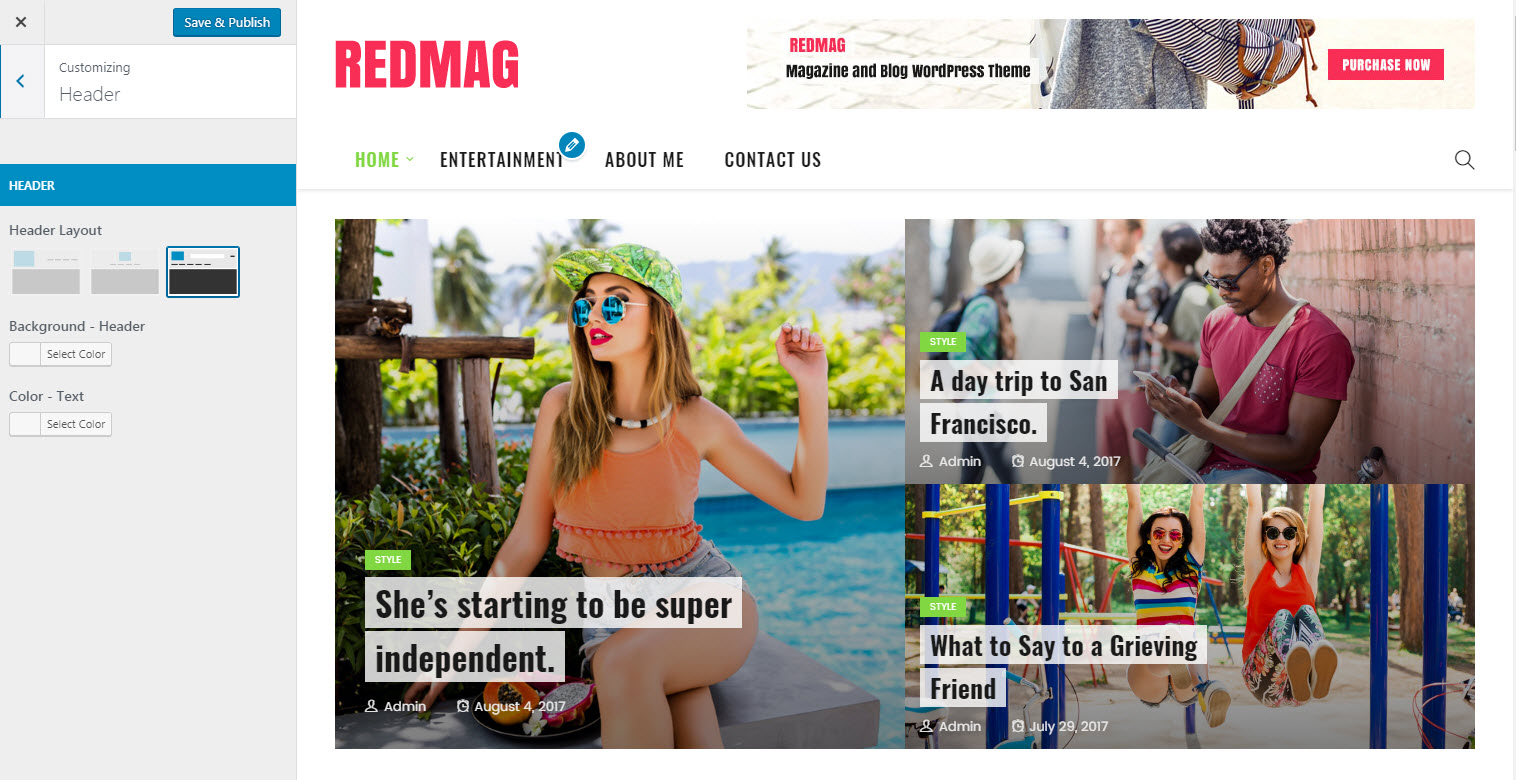 Save & Publish
Customizing
Header
HEADER
Header Layout
Background - Header
Select Color
Color - Text
Select Color
REDMAG
REDMAG
Magazine and Blog WordPress Theme
PURCHASE NOW
HOME ENTERTAINMENT ABOUT ME CONTACT US
STYLE
She’s starting to be super
independent.
Admin August 4, 2017
STYLE
A day trip to San
Francisco.
Admin August 4, 2017
STYLE
What to Say to a Grieving
Friend
Admin July 29, 2017